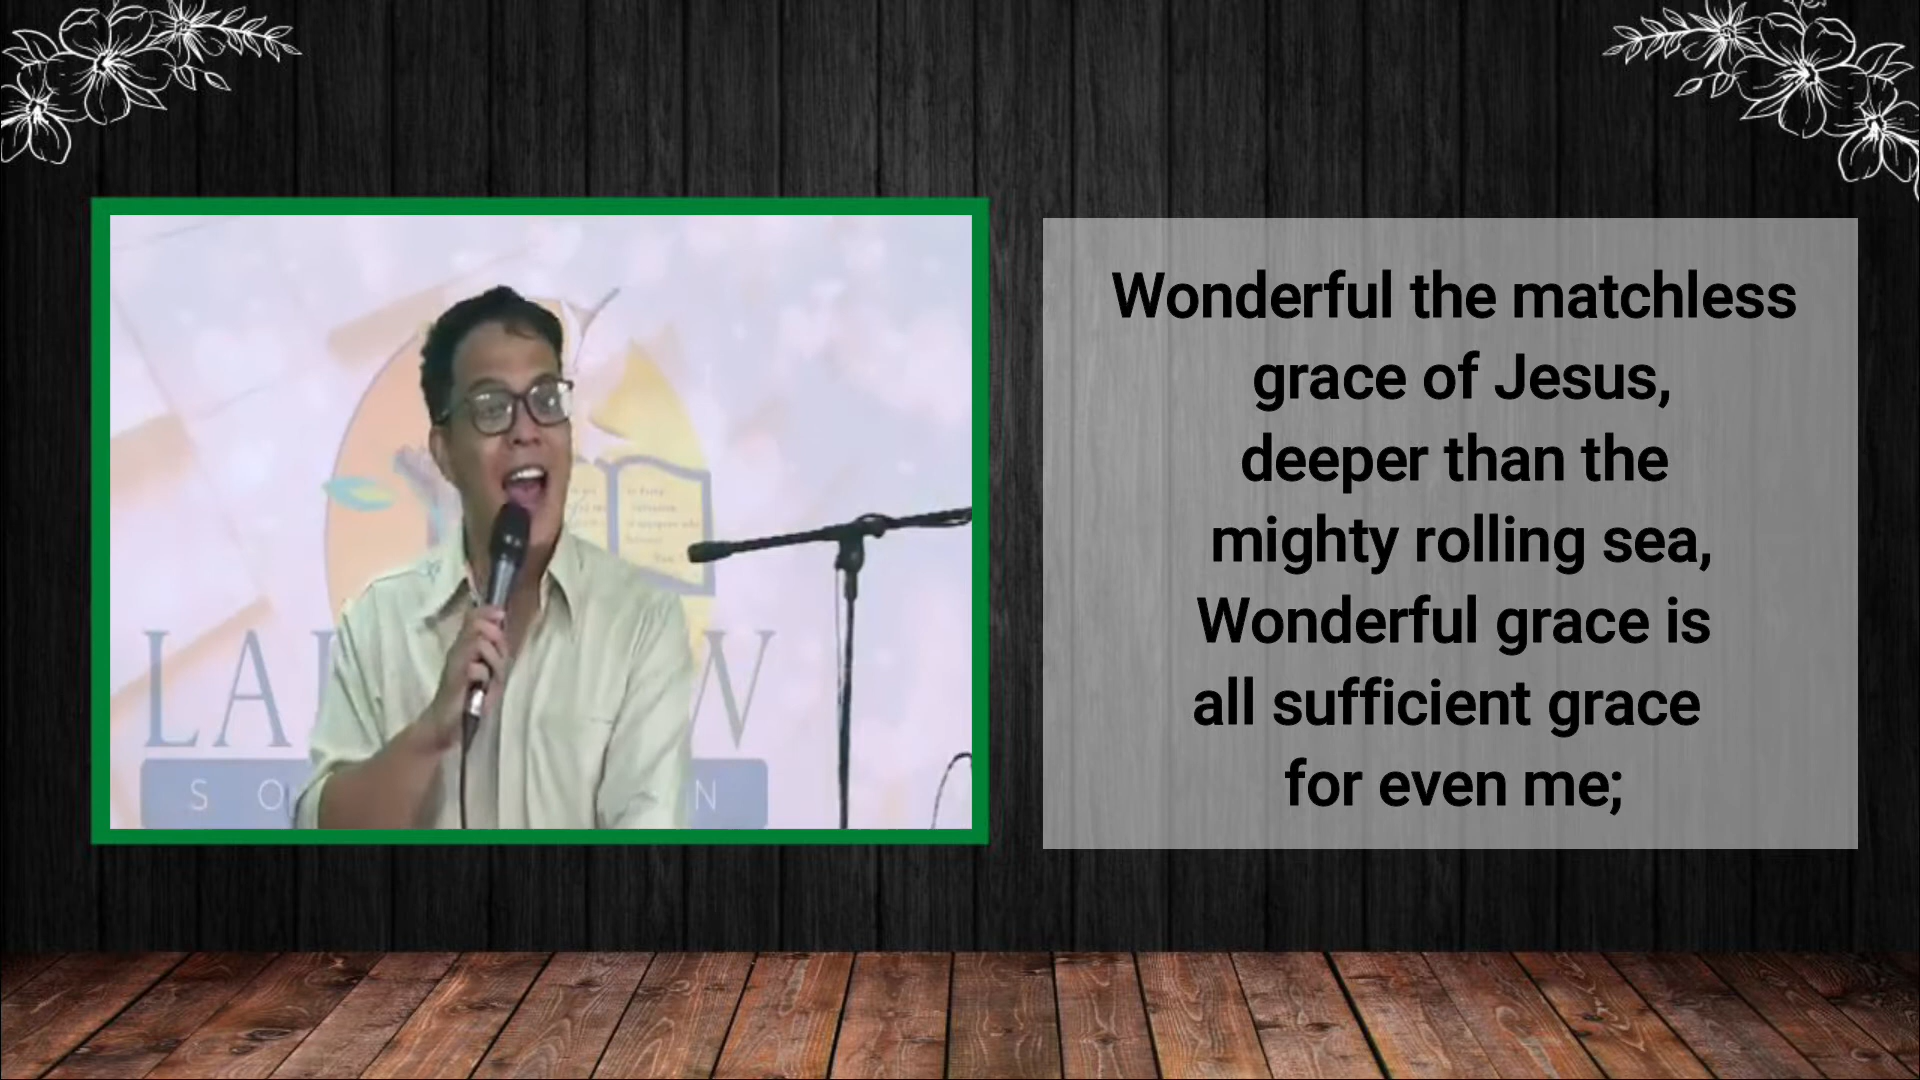 Wonderful the matchless
grace of Jesus,
deeper than the
mighty rolling sea,
Wonderful grace is
all sufficient grace
for even me;